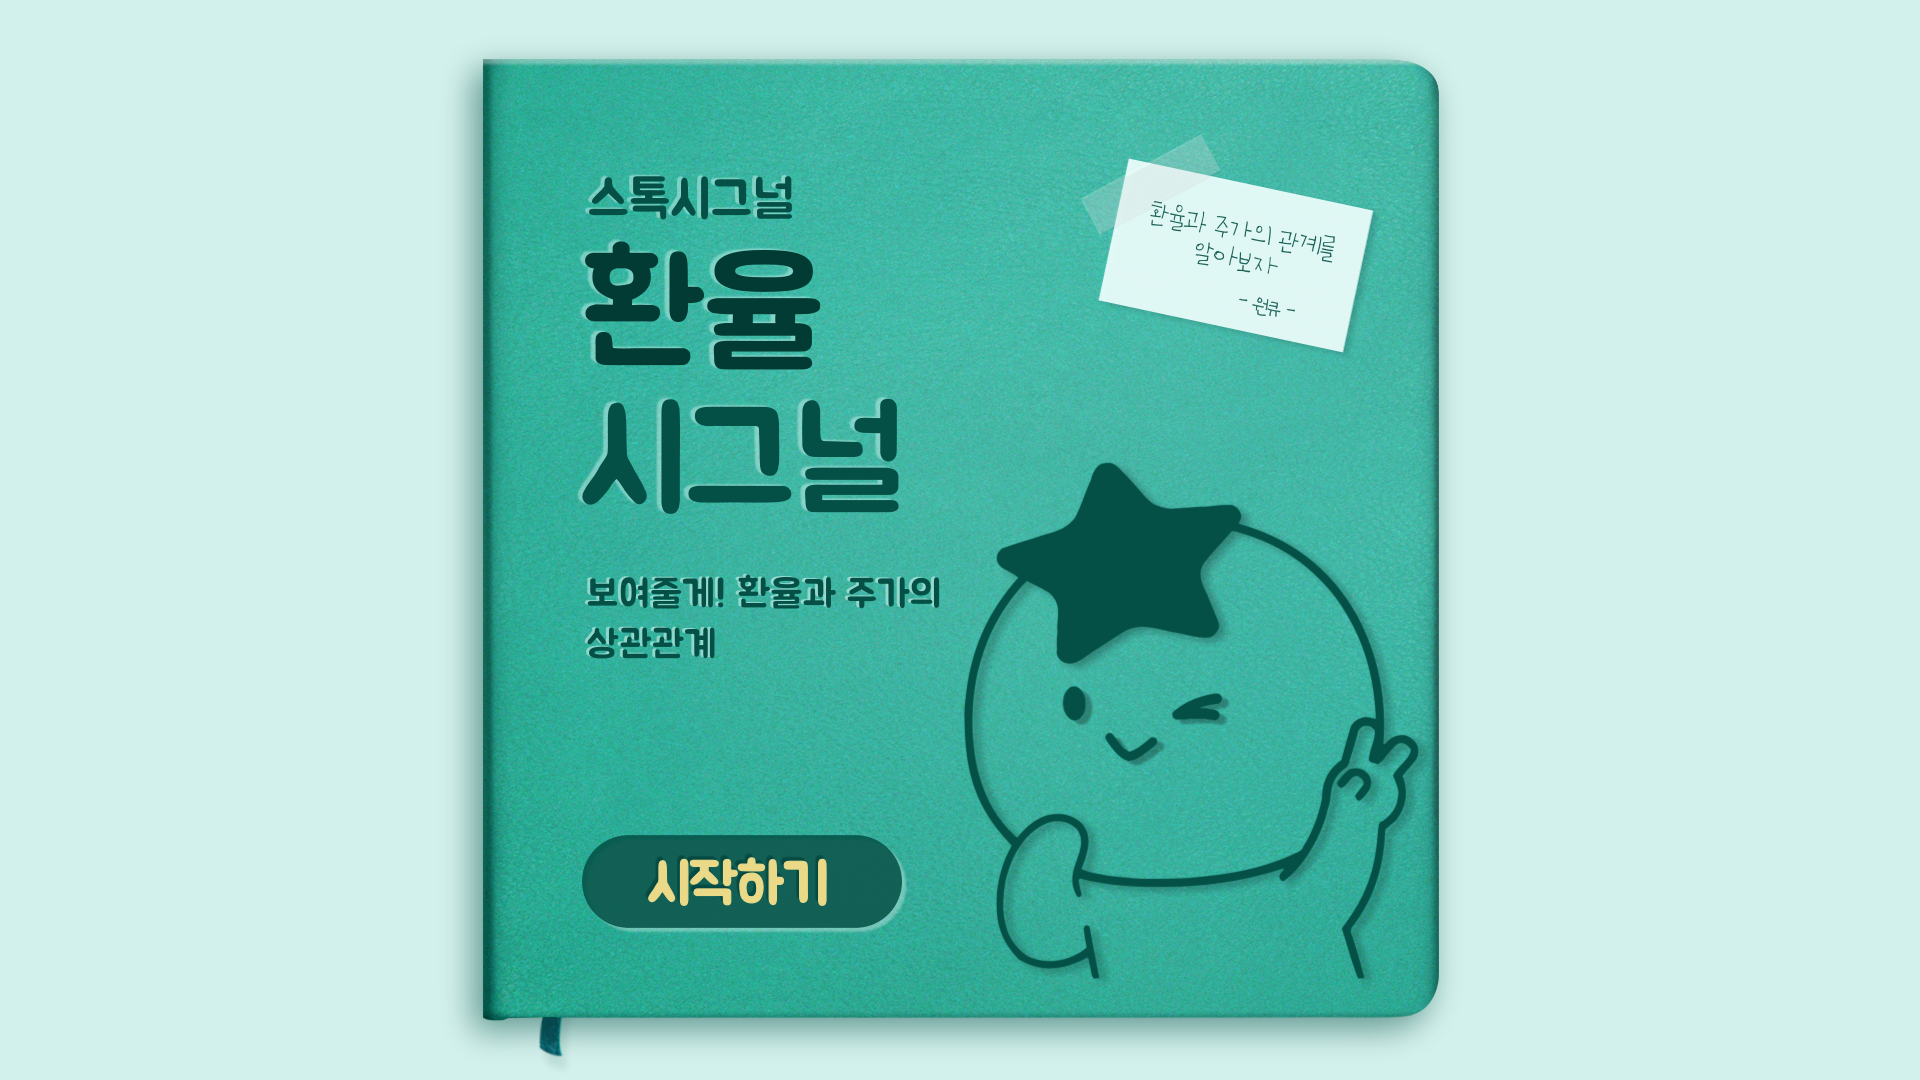 스톡시그널
환율
시그널
환율과 주가의 관계를
알아보자
- 원큐 -
보여줄게! 환율과 주가의
상관관계
시작하기